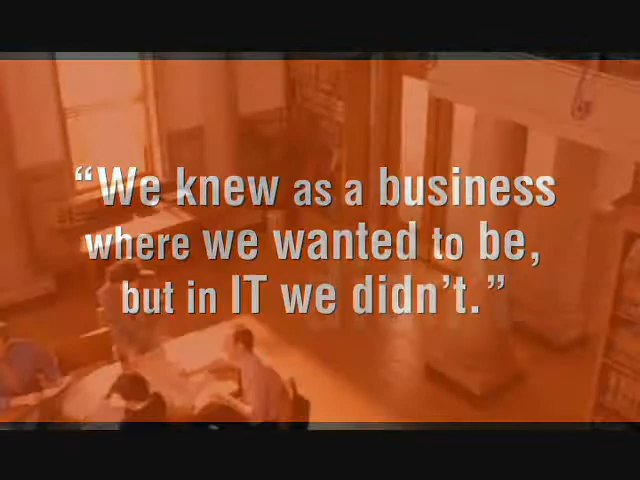 “We knew as a business
where we wanted to be,
but in IT we didn’t.”